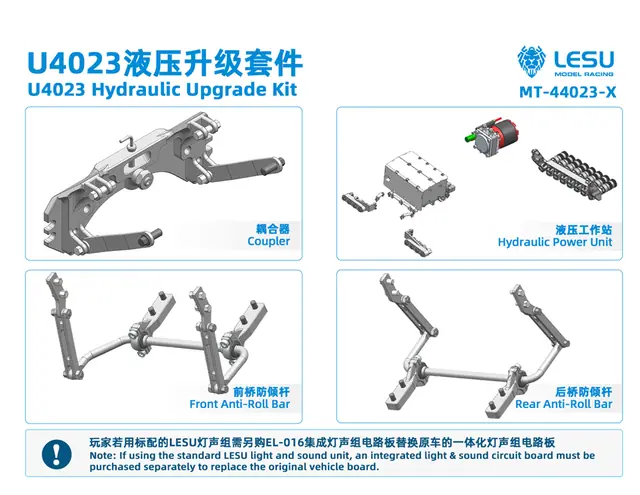 U4023液压升级套件
U4023 Hydraulic Upgrade Kit
LESU
MODEL RACING
MT-44023-X
耦合器
Coupler
液压工作站
Hydraulic Power Unit
前桥防倾杆
Front Anti-Roll Bar
后桥防倾杆
Rear Anti-Roll Bar
玩家若用标配的LESU灯声组需另购EL-016集成灯声组电路板替换原车的一体化灯声组电路板
Note: If using the standard LESU light and sound unit, an integrated light & sound circuit board must be
purchased separately to replace the original vehicle board.